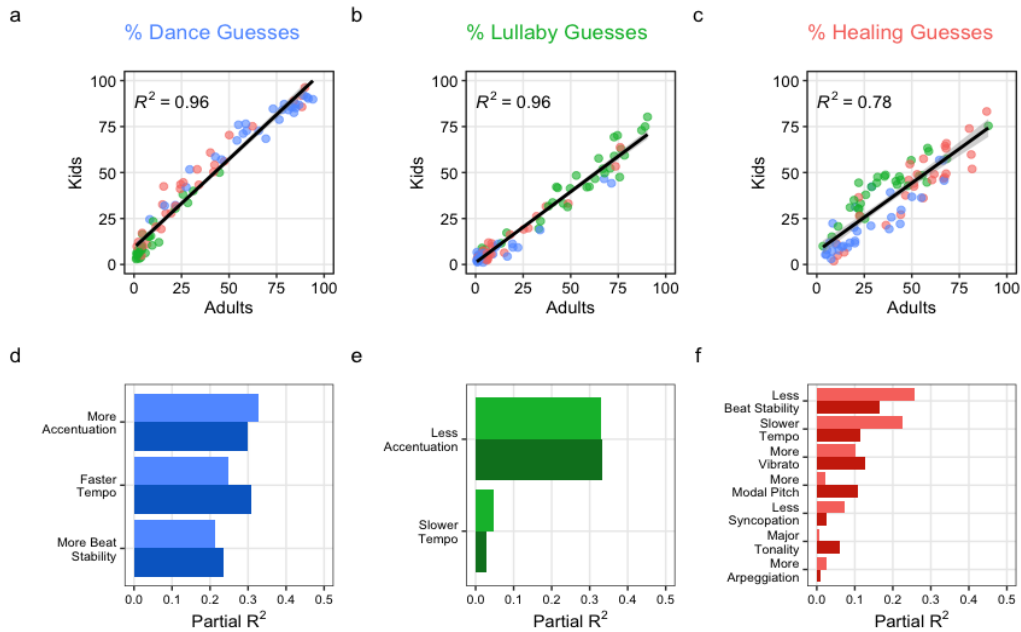 a
b
c
% Dance Guesses
% Lullaby Guesses
% Healing Guesses
100
75
50
25
0
Kids
R² = 0.96
0 25 50 75 100
Adults
100
75
50
25
0
Kids
R² = 0.96
0 25 50 75 100
Adults
100
75
50
25
0
Kids
R² = 0.78
0 25 50 75 100
Adults
d
e
f
More
Accentuation
Faster
Tempo
More Beat
Stability
0.0 0.1 0.2 0.3 0.4 0.5
Partial R²
Less
Accentuation
Slower
Tempo
0.0 0.1 0.2 0.3 0.4 0.5
Partial R²
Less
Beat Stability
Slower
Tempo
More
Vibrato
More
Modal Pitch
Less
Syncopation
Major
Tonality
More
Arpeggiation
0.0 0.1 0.2 0.3 0.4 0.5
Partial R²